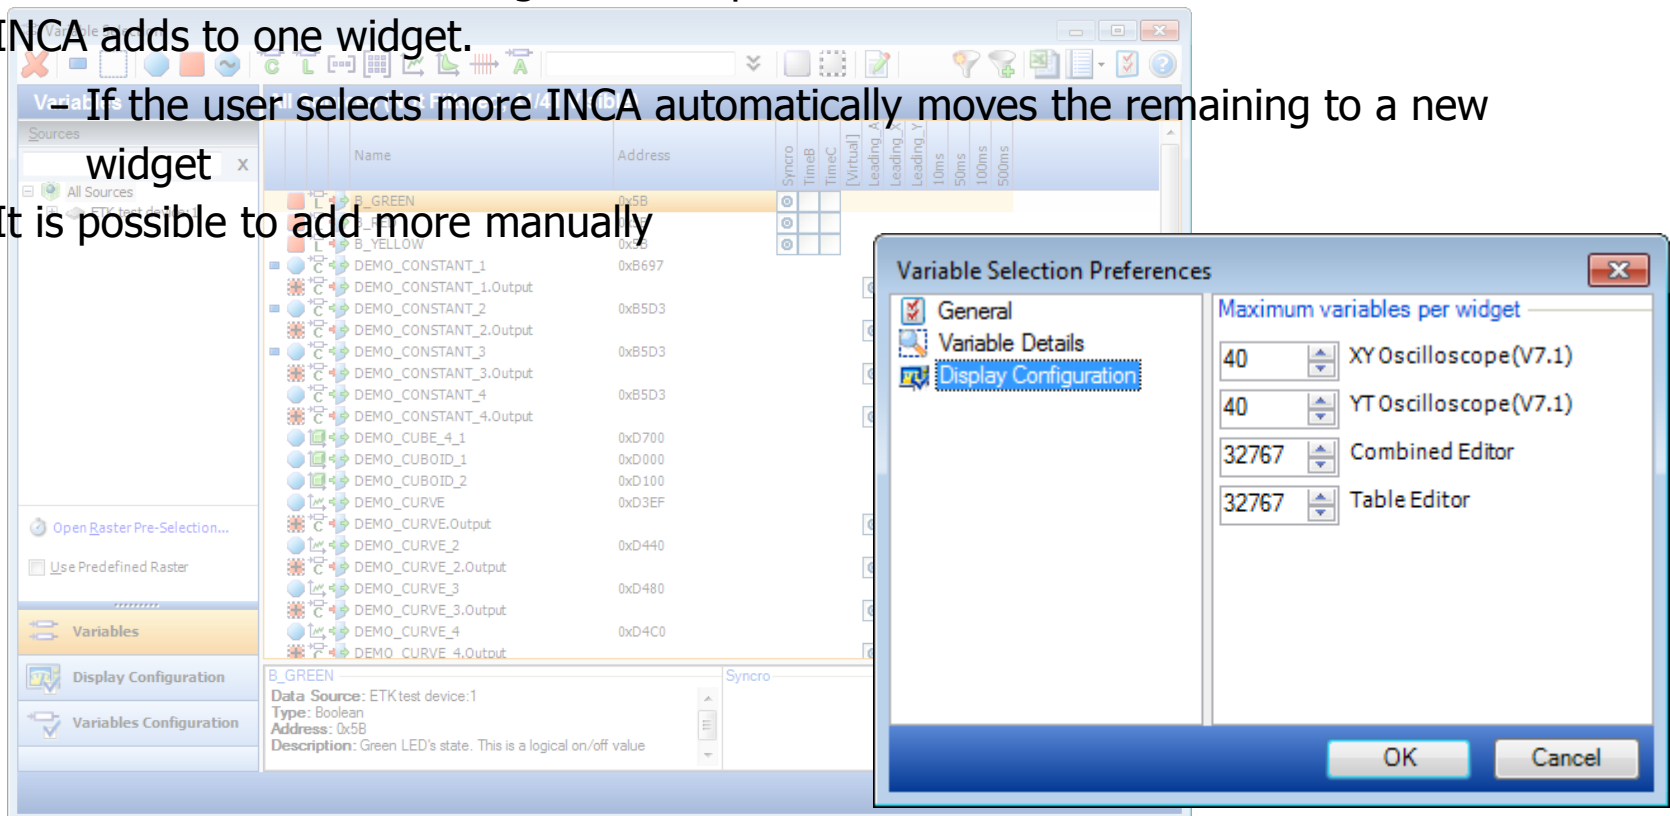 INCA adds to one widget.
– If the user selects more INCA automatically moves the remaining to a new
widget
It is possible to add more manually
Variables
Sources
x
All Sources
Open Raster Pre-Selection...
Use Predefined Raster
Variables
Display Configuration
Variables Configuration
Name Address Syncro TimeB TimeC [Virtual] Leading_A Leading_X Leading_Y 10ms 50ms 100ms 500ms
B_GREEN 0x5B
B_RED 0x5B
B_YELLOW 0x5B
DEMO_CONSTANT_1 0xB697
DEMO_CONSTANT_1.Output
DEMO_CONSTANT_2 0xB5D3
DEMO_CONSTANT_2.Output
DEMO_CONSTANT_3 0xB5D3
DEMO_CONSTANT_3.Output
DEMO_CONSTANT_4 0xB5D3
DEMO_CONSTANT_4.Output
DEMO_CUBE_4_1 0xD700
DEMO_CUBOID_1 0xD000
DEMO_CUBOID_2 0xD100
DEMO_CURVE 0xD3EF
DEMO_CURVE.Output
DEMO_CURVE_2 0xD440
DEMO_CURVE_2.Output
DEMO_CURVE_3 0xD480
DEMO_CURVE_3.Output
DEMO_CURVE_4 0xD4C0
DEMO_CURVE_4.Output
B_GREEN
Data Source: ETK test device:1
Type: Boolean
Address: 0x5B
Description: Green LED's state. This is a logical on/off value
Syncro
Variable Selection Preferences
General
Variable Details
Display Configuration
Maximum variables per widget
40 XY Oscilloscope(V7.1)
40 YT Oscilloscope(V7.1)
32767 Combined Editor
32767 Table Editor
OK Cancel